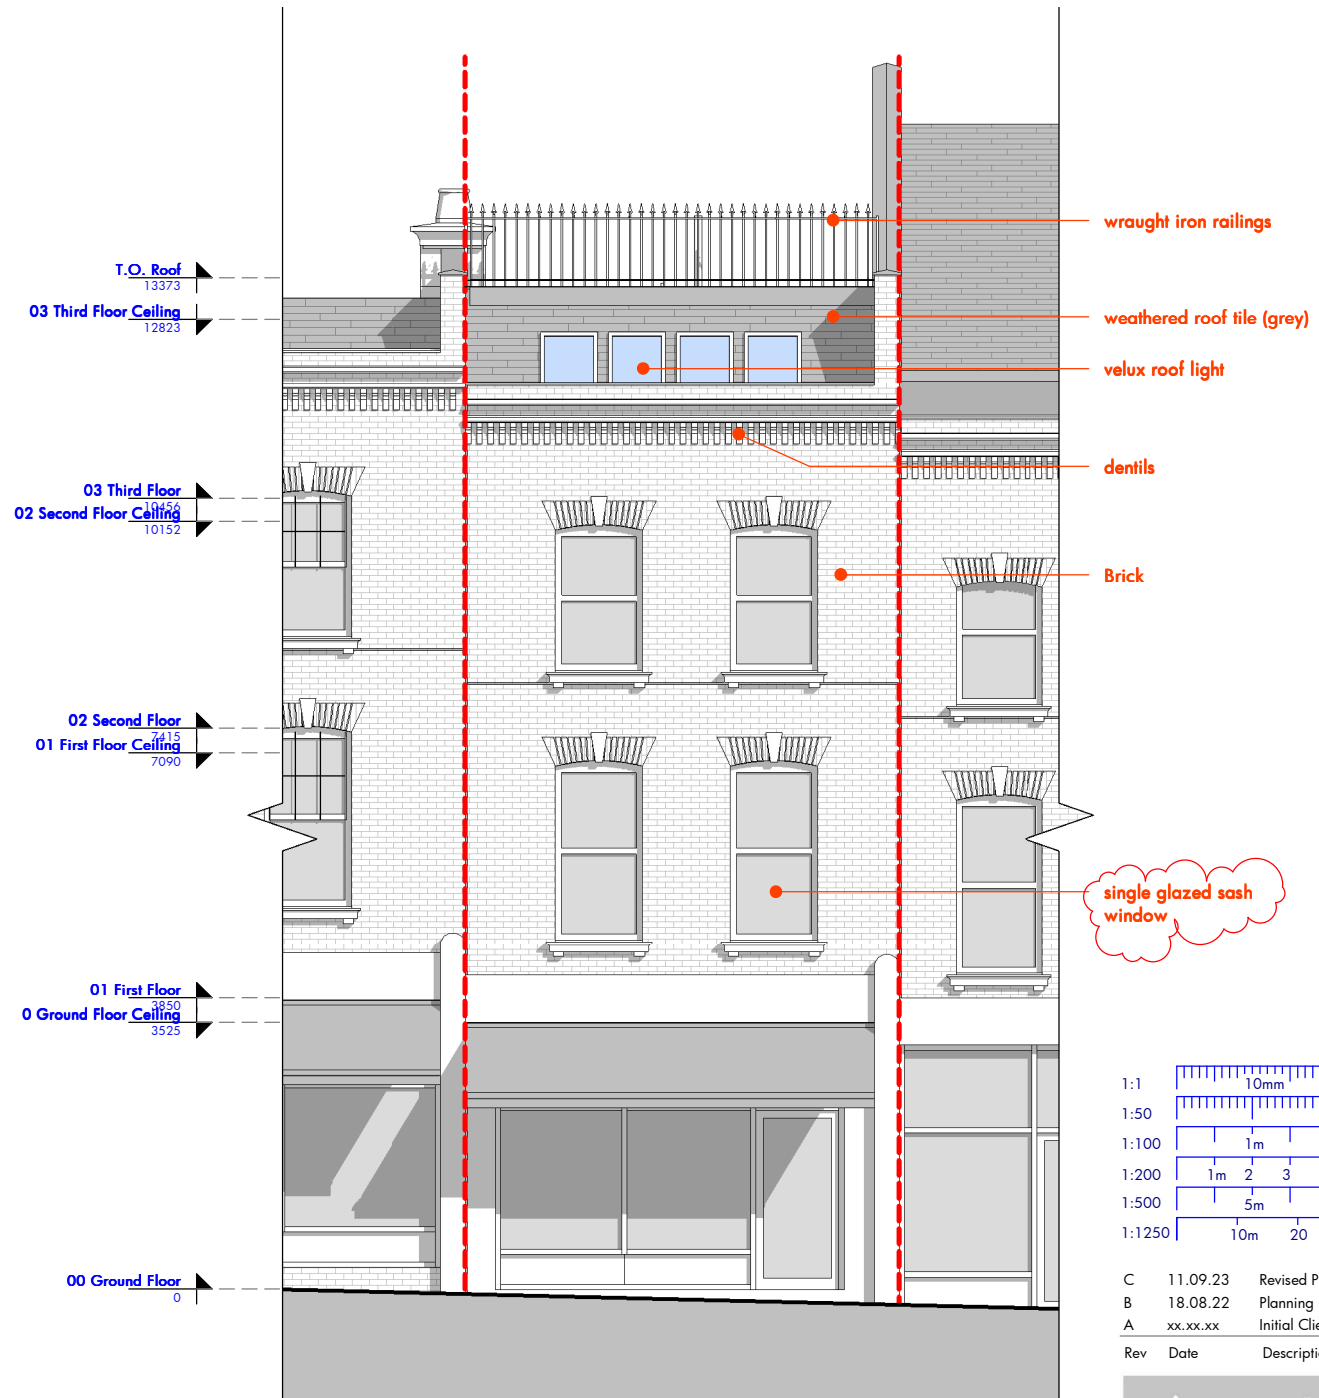 wraught iron railings
T.O. Roof
13373
03 Third Floor Ceiling
12823
weathered roof tile (grey)
velux roof light
dentils
03 Third Floor
10456
02 Second Floor Ceiling
10152
Brick
02 Second Floor
7415
01 First Floor Ceiling
7090
single glazed sash
window
01 First Floor
3850
0 Ground Floor Ceiling
3525
00 Ground Floor
0
1:1 10mm
1:50
1:100 1m
1:200 1m 2 3
1:500 5m
1:1250 10m 20
C 11.09.23 Revised P
B 18.08.22 Planning
A xx.xx.xx Initial Clie
Rev Date Descripti